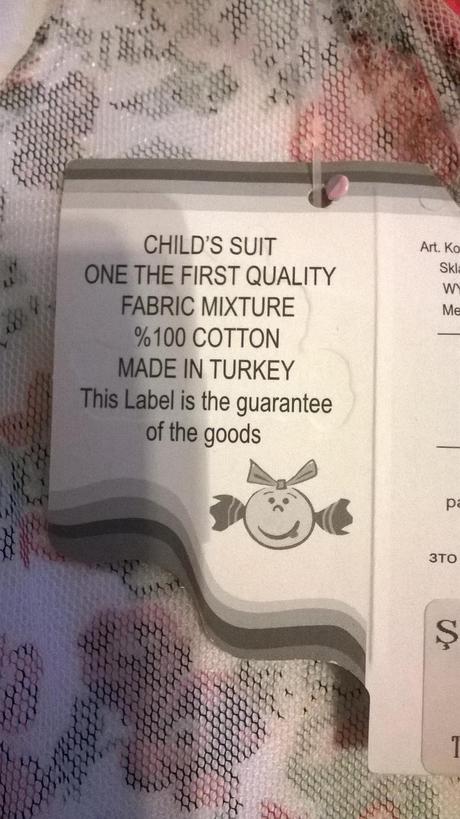 CHILD'S SUIT
ONE THE FIRST QUALITY
FABRIC MIXTURE
%100 COTTON
MADE IN TURKEY
This Label is the guarantee
of the goods
Art.